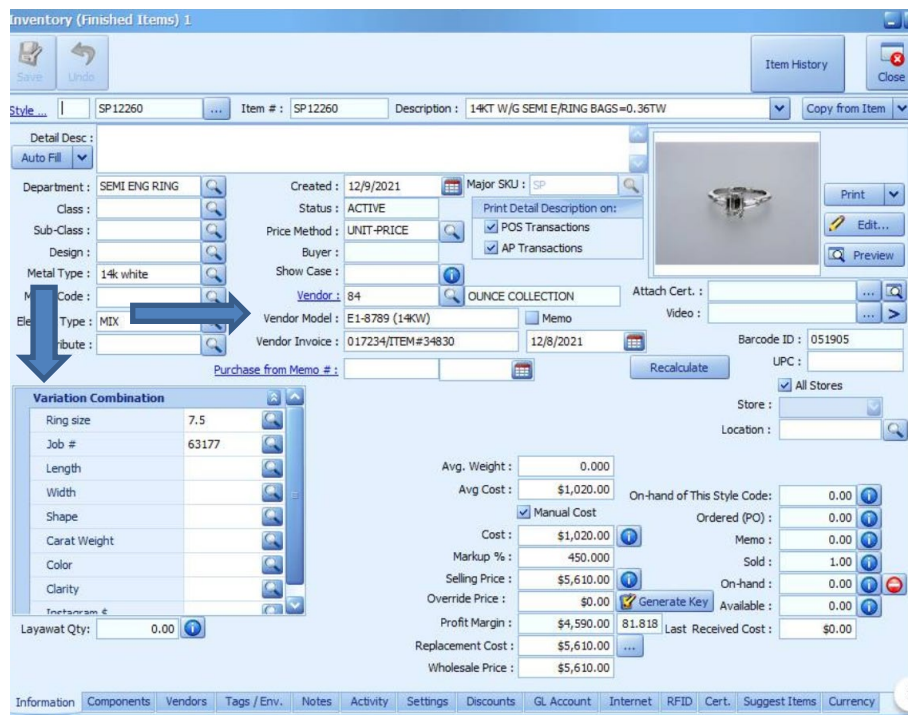 Inventory (Finished Items) 1
Save Undo Item History Close
Style ... SP12260 ... Item # : SP12260 Description : 14KT W/G SEMI E/RING BAGS=0.36TW Copy from Item
Detail Desc :
Auto Fill
Department : SEMI ENG RING Created : 12/9/2021 Major SKU : SP Print
Class : Status : ACTIVE Print Detail Description on:
Sub-Class : Price Method : UNIT-PRICE POS Transactions Edit...
Design : Buyer : AP Transactions Preview
Metal Type : 14k white Show Case :
Code : Vendor : 84 OUNCE COLLECTION Attach Cert. : ...
Type : MIX Vendor Model : E1-8789 (14KW) Memo Video : ... >
Vendor Invoice : 017234/ITEM#34830 12/8/2021 Barcode ID : 051905
Purchase from Memo # : Recalculate UPC :
All Stores
Variation Combination Store :
Ring size 7.5 Location :
Job # 63177
Length Avg. Weight : 0.000
Width Avg Cost : $1,020.00 On-hand of This Style Code: 0.00
Shape Manual Cost Ordered (PO) : 0.00
Carat Weight Cost : $1,020.00 Memo : 0.00
Color Markup % : 450.000 Sold : 1.00
Clarity Selling Price : $5,610.00 On-hand : 0.00
Instagram $ Override Price : $0.00 Generate Key Available : 0.00
Layawat Qty: 0.00 Profit Margin : $4,590.00 81.818 Last Received Cost : $0.00
Replacement Cost : $5,610.00 ...
Wholesale Price : $5,610.00
Information Components Vendors Tags / Env. Notes Activity Settings Discounts GL Account Internet RFID Cert. Suggest Items Currency